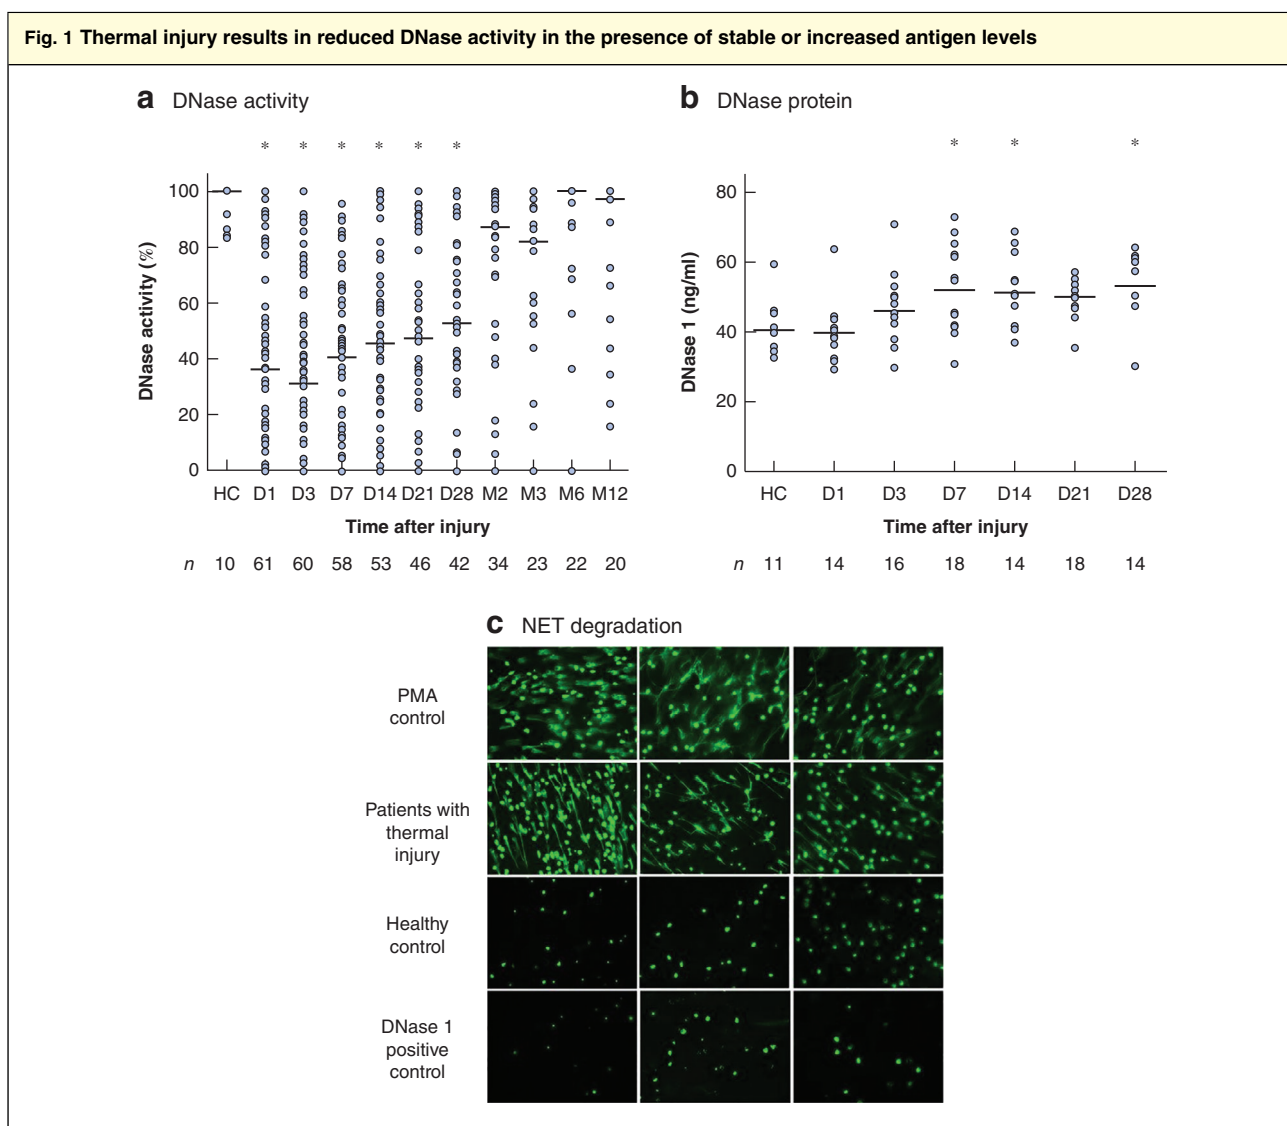 Fig. 1 Thermal injury results in reduced DNase activity in the presence of stable or increased antigen levels
a DNase activity
* * * * * *
DNase activity (%)
100
80
60
40
20
0
HC D1 D3 D7 D14 D21 D28 M2 M3 M6 M12
Time after injury
n 10 61 60 58 53 46 42 34 23 22 20
b DNase protein
* * *
DNase 1 (ng/ml)
80
60
40
20
0
HC D1 D3 D7 D14 D21 D28
Time after injury
n 11 14 16 18 14 18 14
c NET degradation
PMA
control
Patients with
thermal
injury
Healthy
control
DNase 1
positive
control